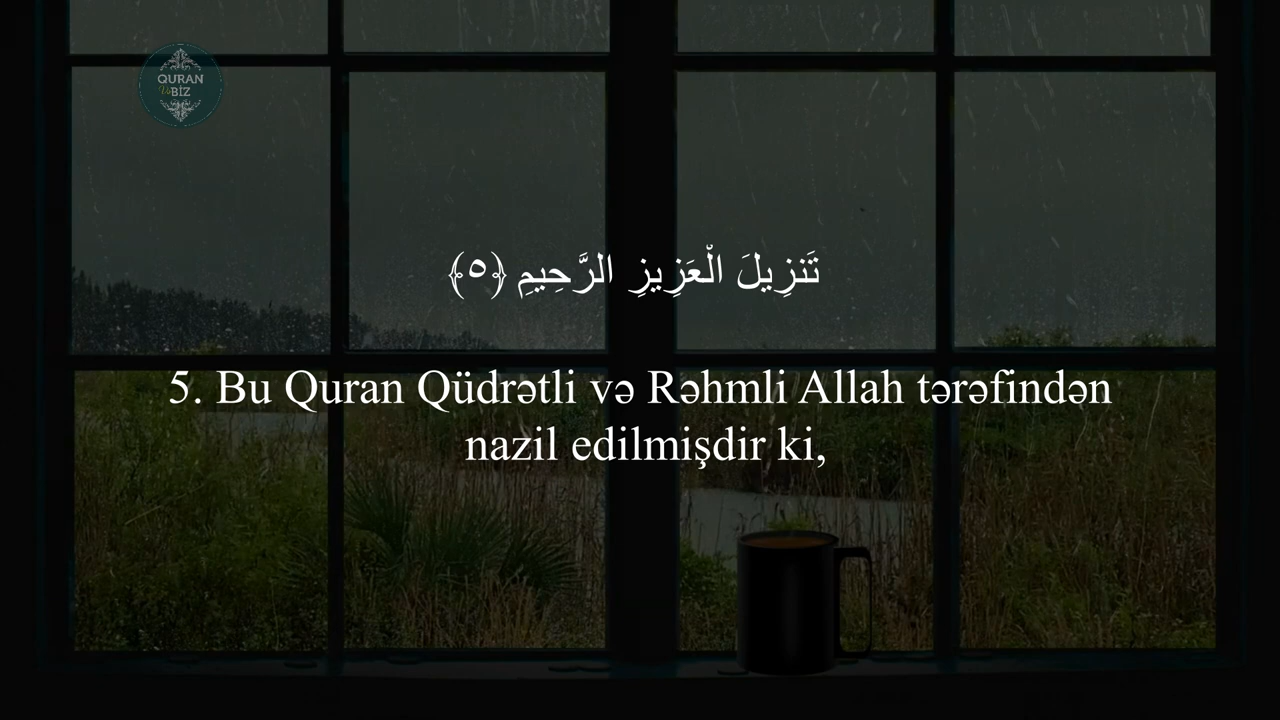 QURAN
Və BİZ
تَنزِيلَ الْعَزِيزِ الرَّحِيمِ ﴿٥﴾
5. Bu Quran Qüdrətli və Rəhmli Allah tərəfindən
nazil edilmişdir ki,